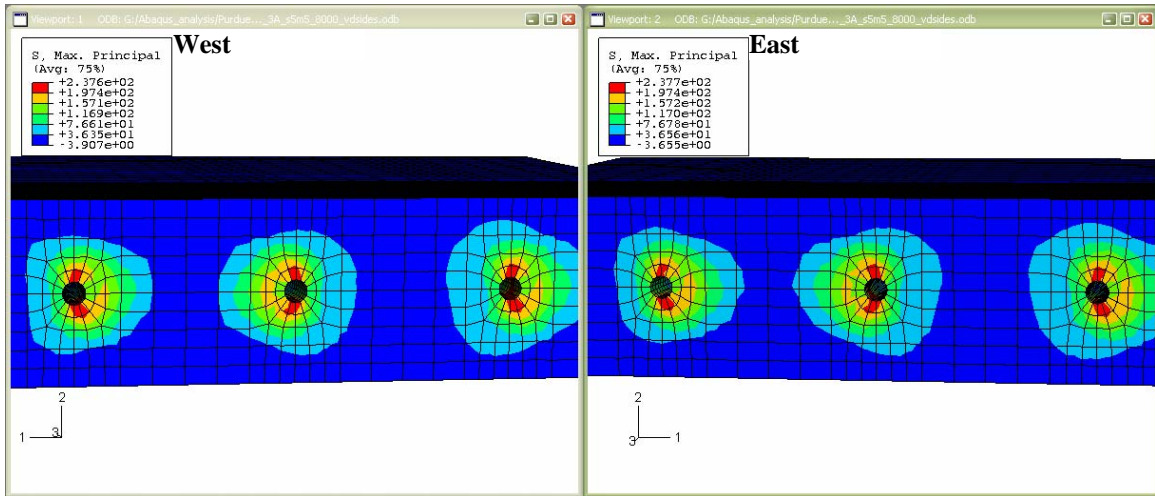 Viewport: 1 ODB: G:/Abaqus_analysis/Purdue..._3A_s5m5_8000_vdsides.odb
West
S, Max. Principal
(Avg: 75%)
+2.376e+02
+1.974e+02
+1.571e+02
+1.169e+02
+7.661e+01
+3.635e+01
-3.907e+00
2
1
3
Viewport: 2 ODB: G:/Abaqus_analysis/Purdue..._3A_s5m5_8000_vdsides.odb
East
S, Max. Principal
(Avg: 75%)
+2.377e+02
+1.974e+02
+1.572e+02
+1.170e+02
+7.678e+01
+3.656e+01
-3.655e+00
2
3
1